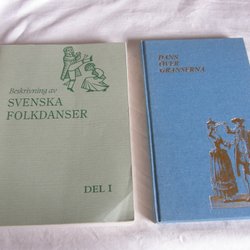 Beskrivning av
SVENSKA
FOLKDANSER
DEL I
DANS
ÖVER
GRÄNSERNA